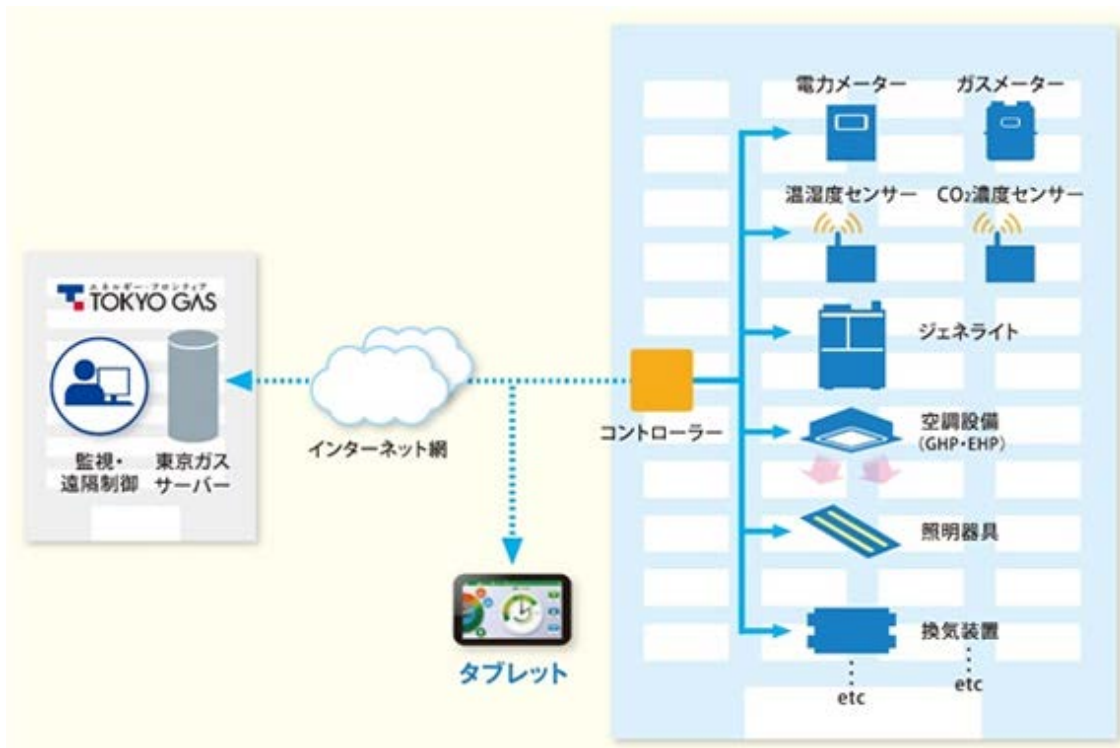 電力メーター
ガスメーター
温湿度センサー
CO₂濃度センサー
エネルギー・フロンティア
TOKYO GAS
ジェネライト
監視・
遠隔制御
東京ガス
サーバー
インターネット網
コントローラー
空調設備
(GHP・EHP)
照明器具
タブレット
換気装置
etc
etc